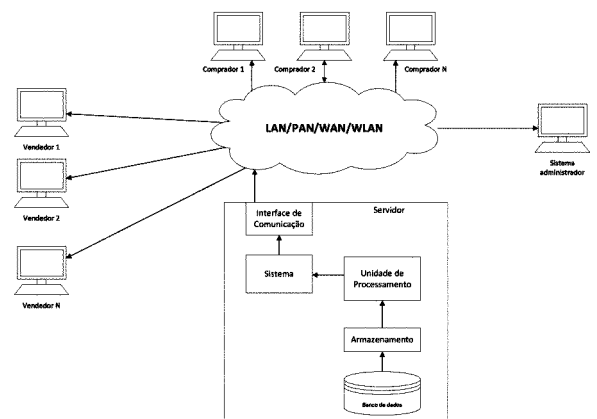 Comprador 1
Comprador 2
Comprador N
LAN/PAN/WAN/WLAN
Vendedor 1
Sistema
administrador
Vendedor 2
Servidor
Interface de
Comunicação
Sistema
Unidade de
Processamento
Vendedor N
Armazenamento
Banco de dados